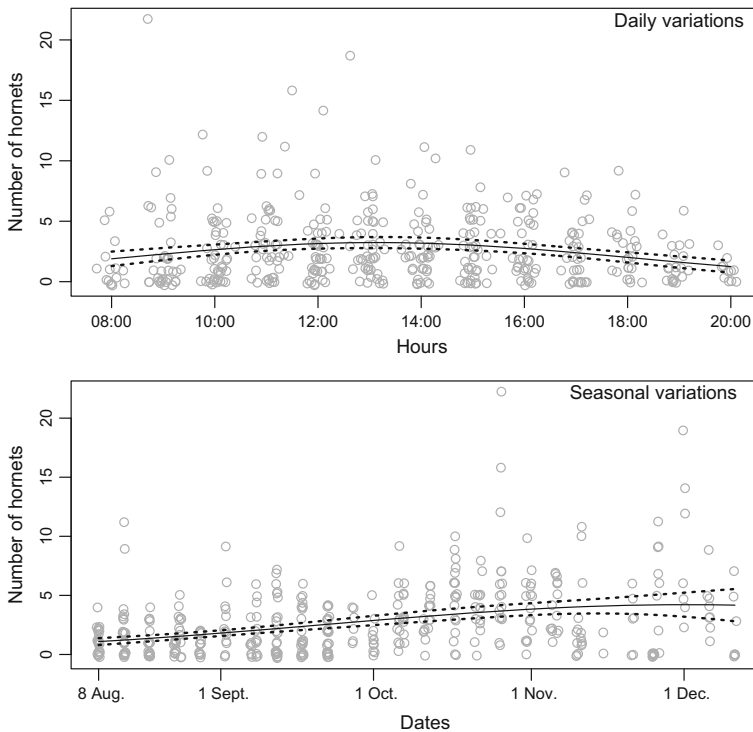 Daily variations
Number of hornets
20
15
10
5
0
08:00 10:00 12:00 14:00 16:00 18:00 20:00
Hours
Seasonal variations
Number of hornets
20
15
10
5
0
8 Aug. 1 Sept. 1 Oct. 1 Nov. 1 Dec.
Dates